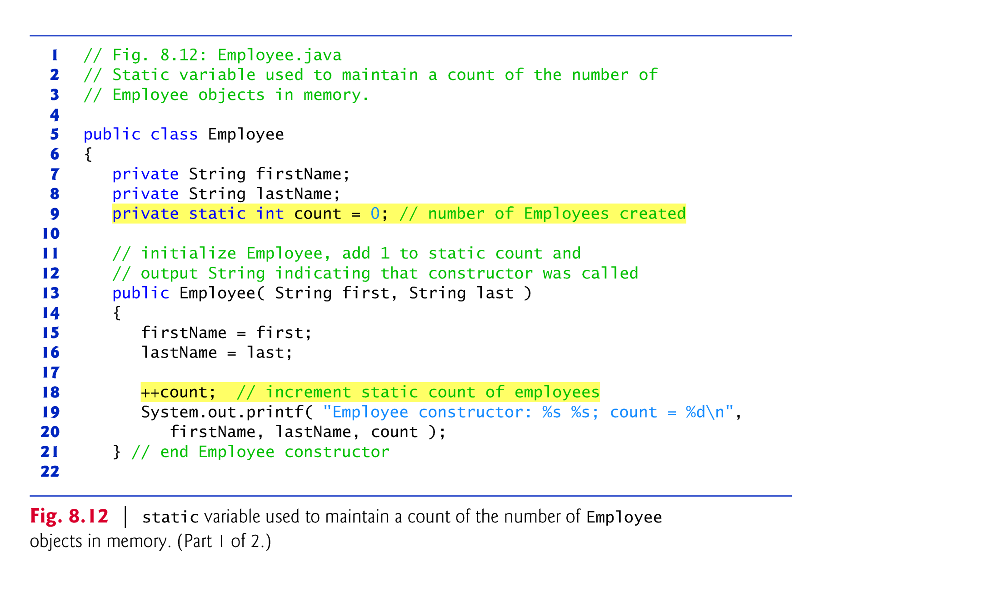 1 // Fig. 8.12: Employee.java
2 // Static variable used to maintain a count of the number of
3 // Employee objects in memory.
4
5 public class Employee
6 {
7    private String firstName;
8    private String lastName;
9    private static int count = 0; // number of Employees created
10
11    // initialize Employee, add 1 to static count and
12    // output String indicating that constructor was called
13    public Employee( String first, String last )
14    {
15       firstName = first;
16       lastName = last;
17
18       ++count;  // increment static count of employees
19       System.out.printf( "Employee constructor: %s %s; count = %d\n",
20          firstName, lastName, count );
21    } // end Employee constructor
22
Fig. 8.12 | static variable used to maintain a count of the number of Employee
objects in memory. (Part 1 of 2.)